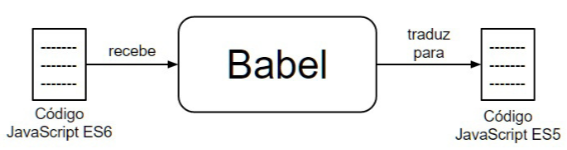 recebe
Babel
traduz
para
Código
JavaScript ES6
Código
JavaScript ES5